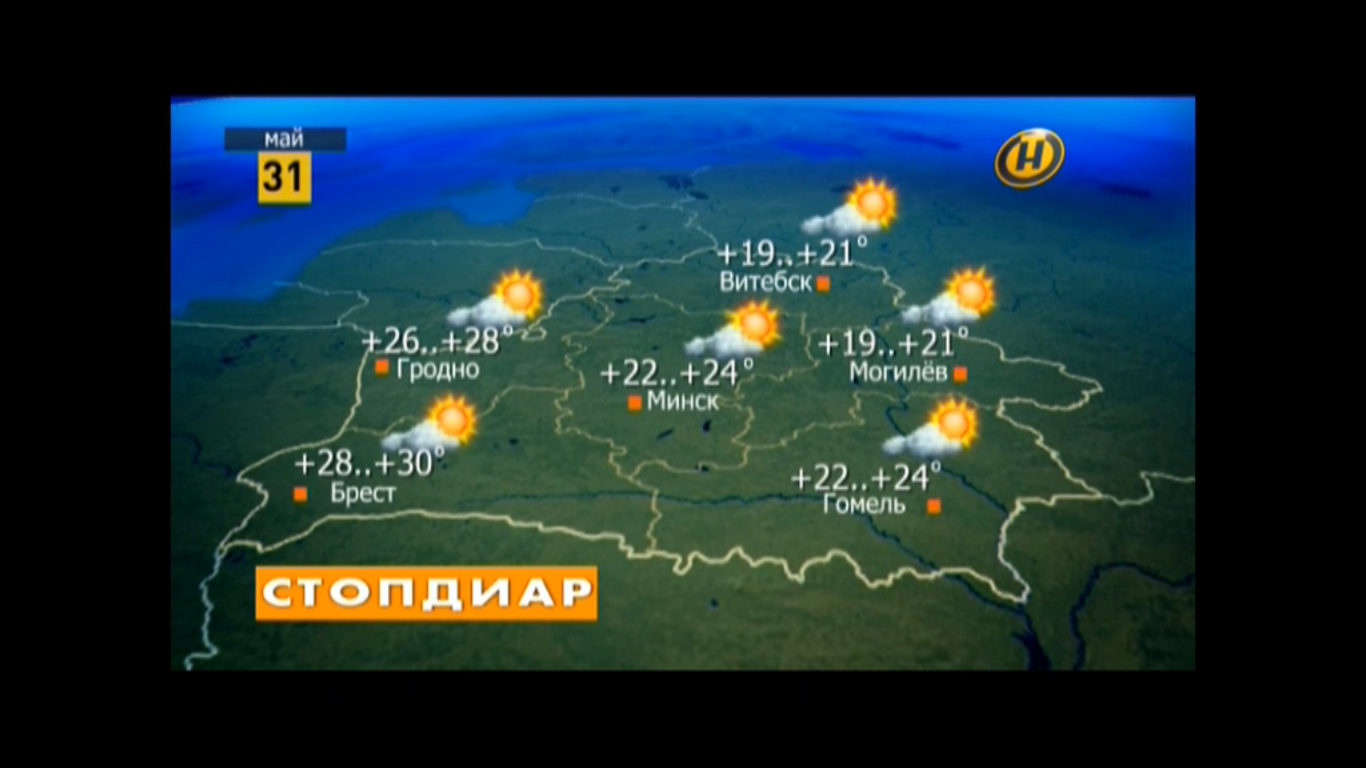 май
31
Н
+19..+21°
Витебск
+26..+28°
Гродно
+19..+21°
Могилёв
+22..+24°
Минск
+28..+30°
Брест
+22..+24°
Гомель
СТОПДИАР